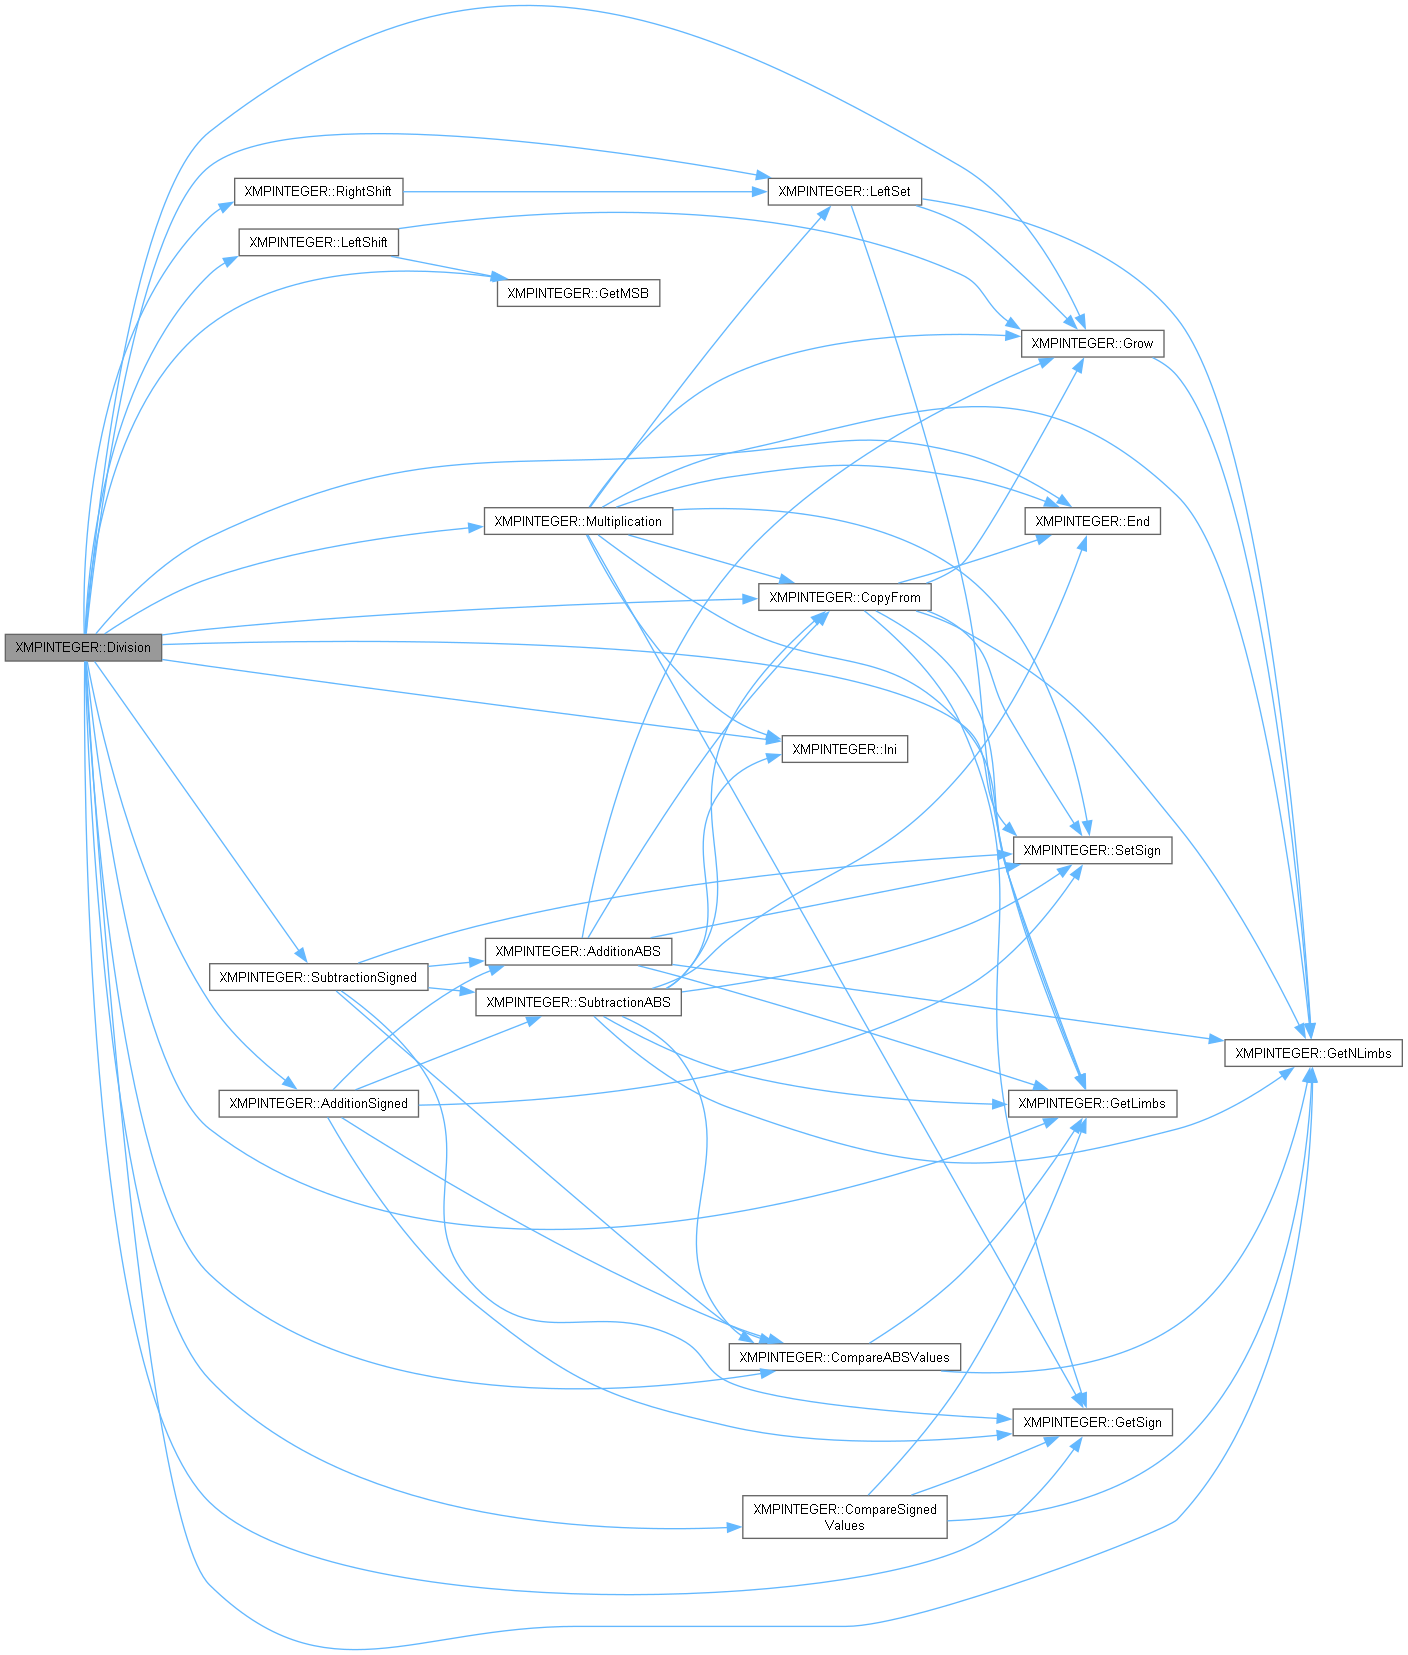 XMPINTEGER::RightShift
XMPINTEGER::LeftSet
XMPINTEGER::LeftShift
XMPINTEGER::GetMSB
XMPINTEGER::Grow
XMPINTEGER::Multiplication
XMPINTEGER::End
XMPINTEGER::CopyFrom
XMPINTEGER::Division
XMPINTEGER::Ini
XMPINTEGER::SetSign
XMPINTEGER::AdditionABS
XMPINTEGER::SubtractionSigned
XMPINTEGER::SubtractionABS
XMPINTEGER::GetNLimbs
XMPINTEGER::AdditionSigned
XMPINTEGER::GetLimbs
XMPINTEGER::CompareABSValues
XMPINTEGER::GetSign
XMPINTEGER::CompareSigned
Values